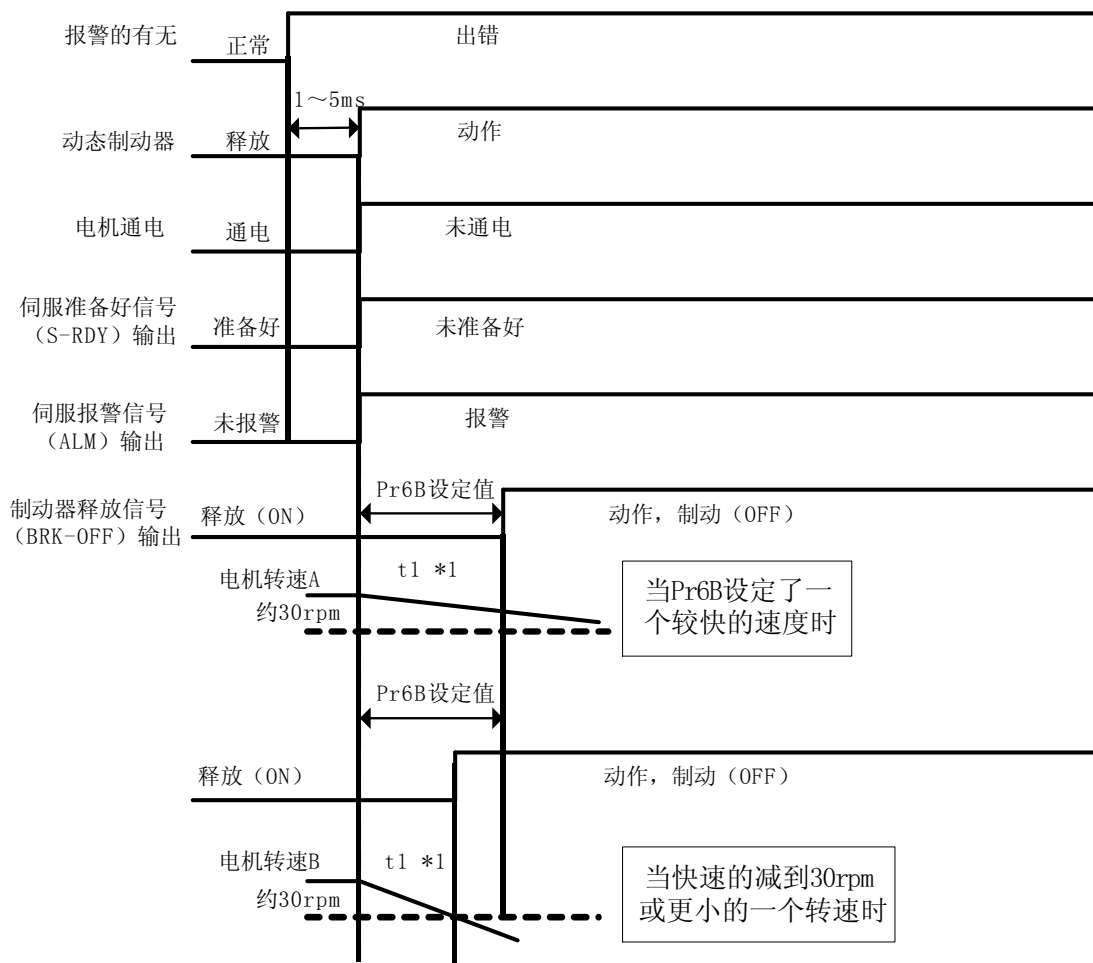 报警的有无 正常 出错
1～5ms
动态制动器 释放 动作
电机通电 通电 未通电
伺服准备好信号
（S-RDY）输出 准备好 未准备好
伺服报警信号
（ALM）输出 未报警 报警
Pr6B设定值
制动器释放信号
（BRK-OFF）输出 释放（ON） 动作，制动（OFF）
电机转速A t1 *1
约30rpm
当Pr6B设定了一
个较快的速度时
Pr6B设定值
释放（ON） 动作，制动（OFF）
电机转速B t1 *1
约30rpm
当快速的减到30rpm
或更小的一个转速时